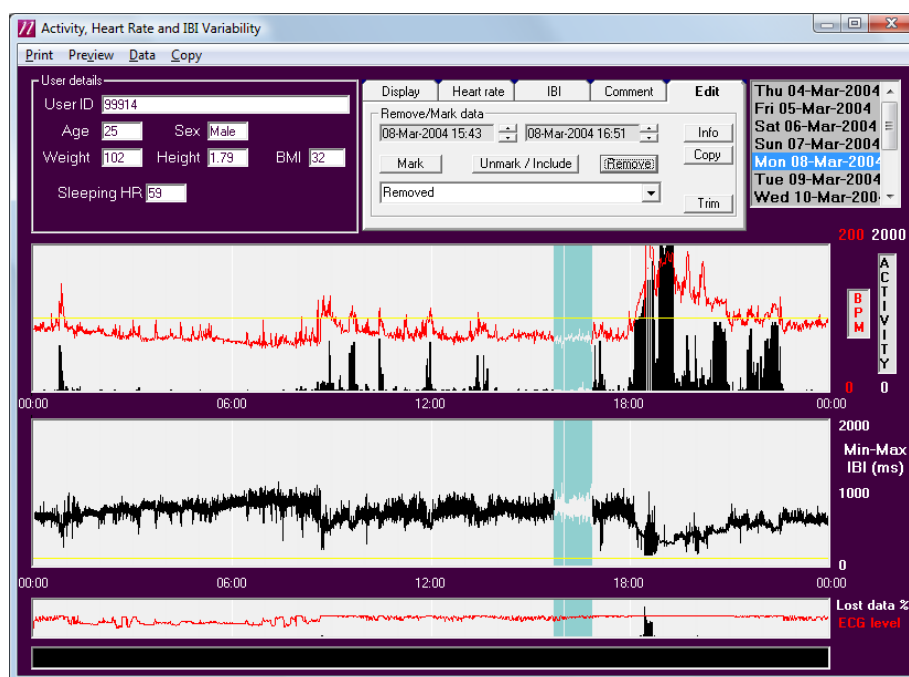 Activity, Heart Rate and IBI Variability
Print Preview Data Copy
User details
User ID 99914
Age 25 Sex Male
Weight 102 Height 1.79 BMI 32
Sleeping HR 59
Display Heart rate IBI Comment Edit
Remove/Mark data
08-Mar-2004 15:43 08-Mar-2004 16:51 Info
Mark Unmark / Include Remove Copy
Removed Trim
Thu 04-Mar-2004
Fri 05-Mar-2004
Sat 06-Mar-2004
Sun 07-Mar-2004
Mon 08-Mar-2004
Tue 09-Mar-2004
Wed 10-Mar-200
200 2000
BPM
ACTIVITY
0 0
00:00 06:00 12:00 18:00 00:00
2000
Min-Max
IBI (ms)
1000
0
00:00 06:00 12:00 18:00 00:00
Lost data %
ECG level